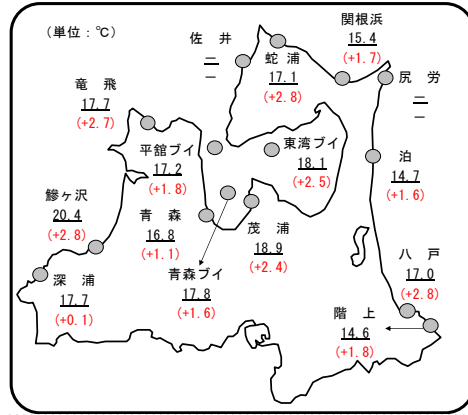 (単位：℃)
関根浜
15.4
(+1.7)
佐井
―
―
蛇浦
17.1
(+2.8)
尻労
―
―
竜飛
17.7
(+2.7)
平舘ブイ
17.2
(+1.8)
東湾ブイ
18.1
(+2.5)
泊
14.7
(+1.6)
鰺ヶ沢
20.4
(+2.8)
青森
16.8
(+1.1)
茂浦
18.9
(+2.4)
深浦
17.7
(+0.1)
青森ブイ
17.8
(+1.6)
八戸
17.0
(+2.8)
階上
14.6
(+1.8)